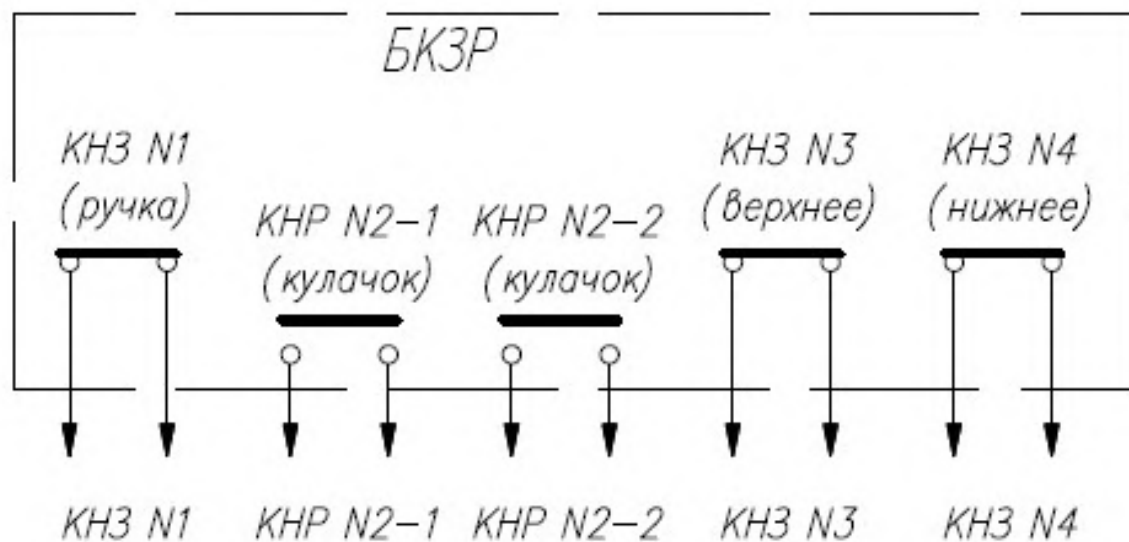 БКЗР
КНЗ N1
(ручка)
КНР N2-1
(кулачок)
КНР N2-2
(кулачок)
КНЗ N3
(верхнее)
КНЗ N4
(нижнее)
КНЗ N1 КНР N2-1 КНР N2-2 КНЗ N3 КНЗ N4